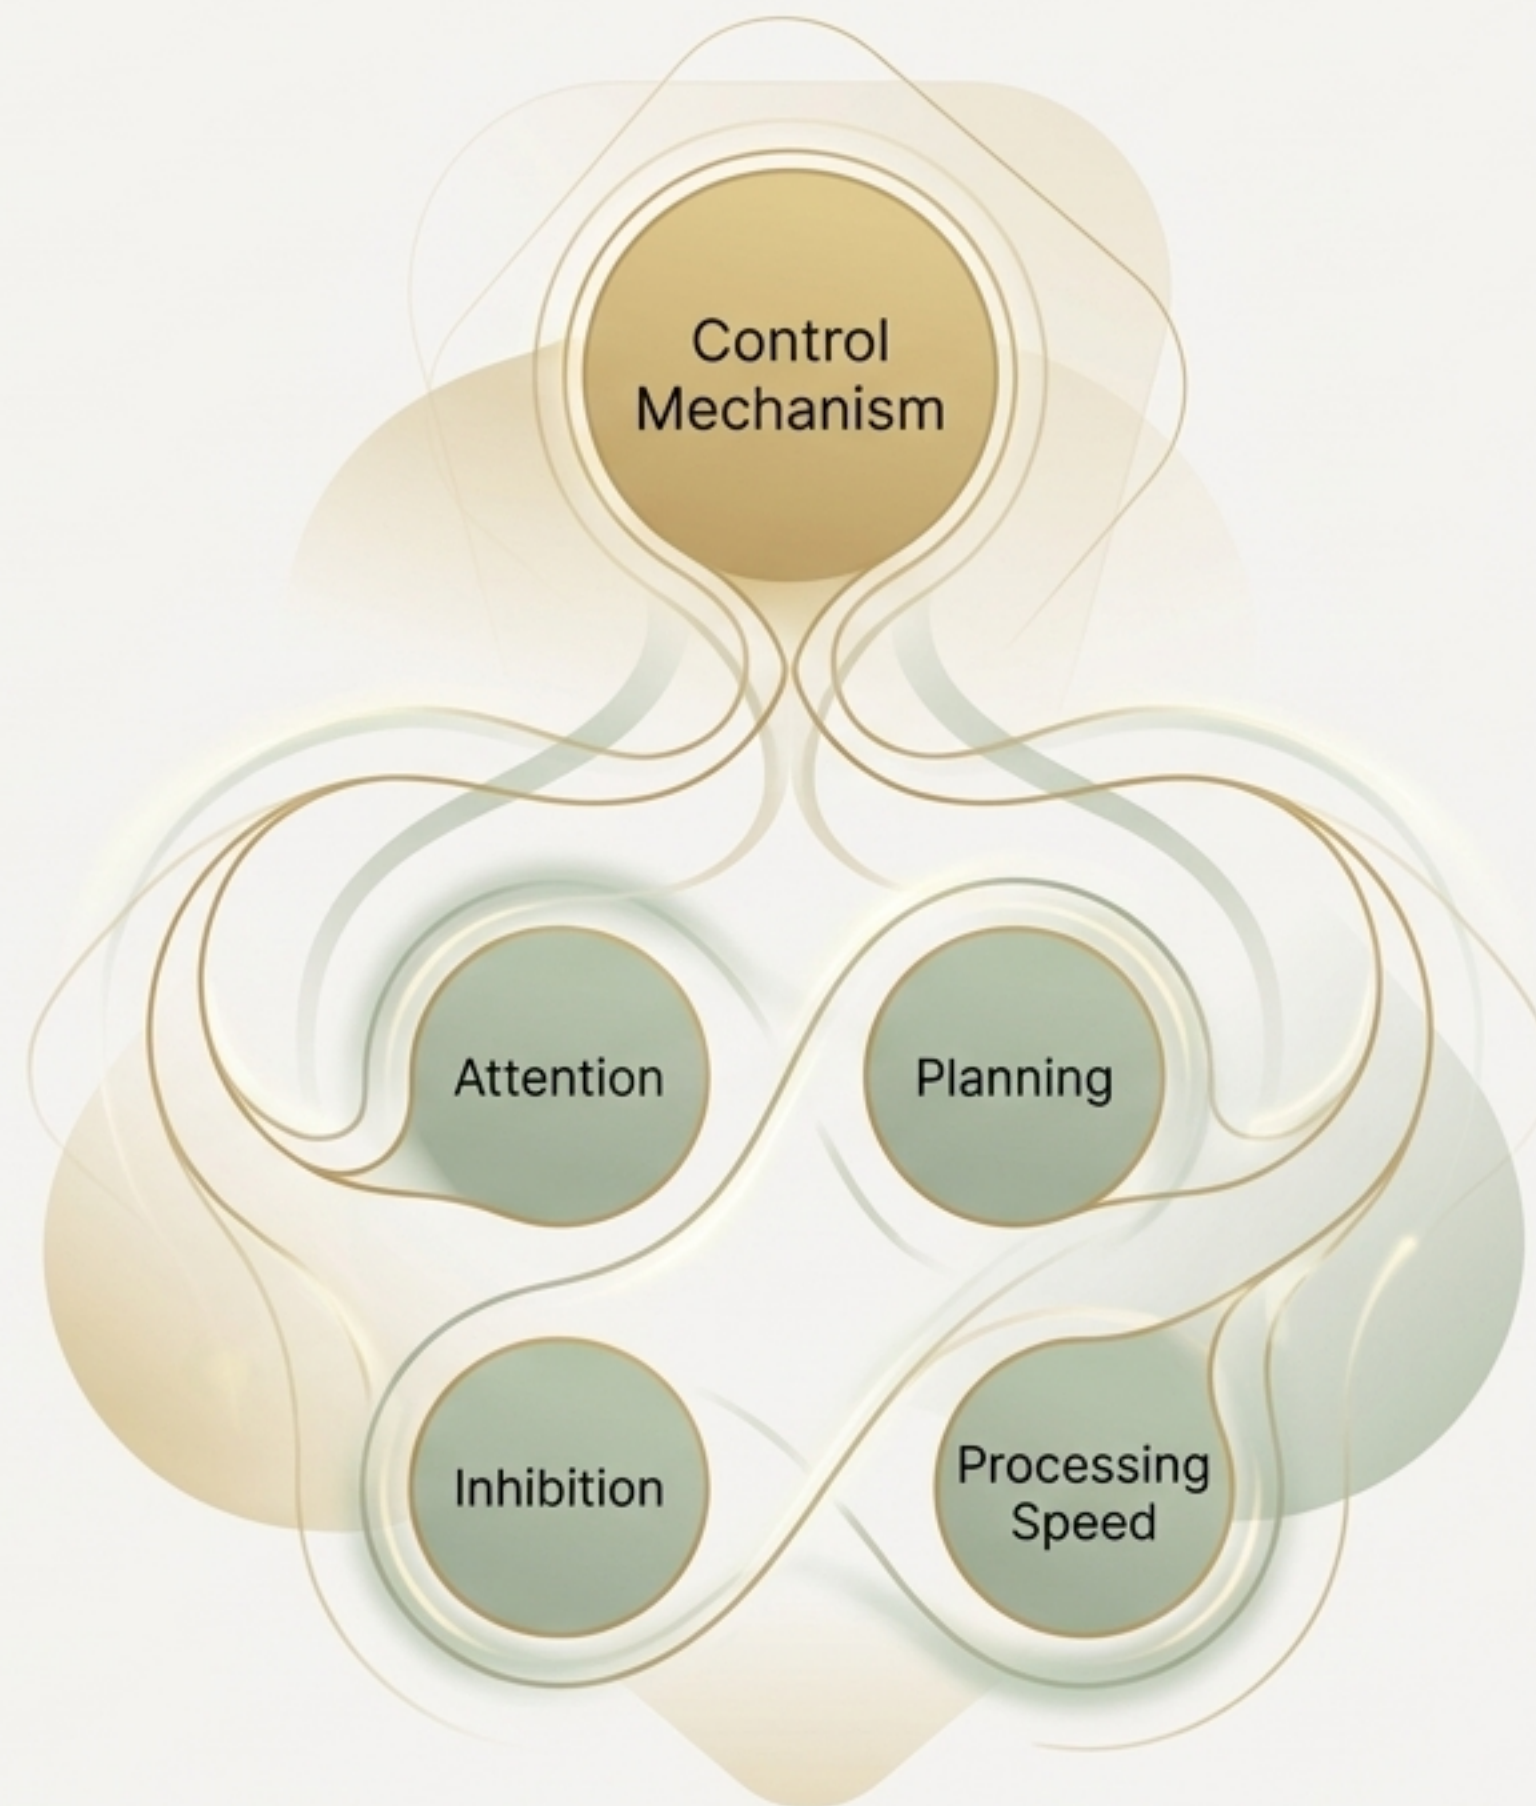 Control
Mechanism
Attention
Planning
Inhibition
Processing
Speed